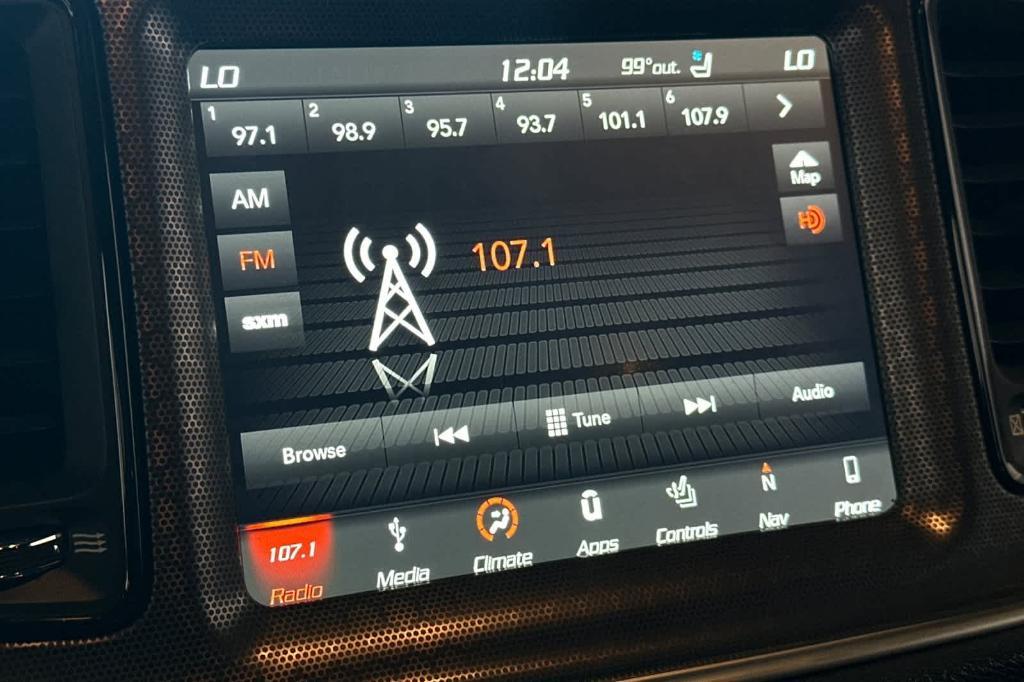 LO 12:04 99° out. LO
1 97.1 2 98.9 3 95.7 4 93.7 5 101.1 6 107.9
AM
Map
FM
107.1
HD
sxm
Browse Tune Audio
107.1
Radio Media Climate Apps Controls N Nav Phone